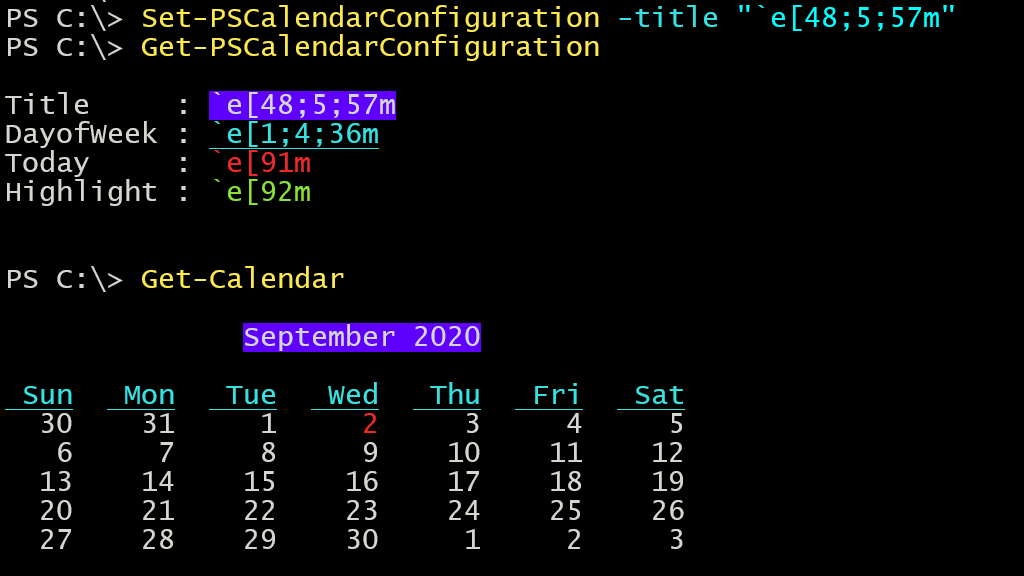 PS C:\> Set-PSCalendarConfiguration -title "`e[48;5;57m"
PS C:\> Get-PSCalendarConfiguration
Title     : `e[48;5;57m
DayofWeek : `e[1;4;36m
Today     : `e[91m
Highlight : `e[92m
PS C:\> Get-Calendar
September 2020
Sun Mon Tue Wed Thu Fri Sat
30 31 1 2 3 4 5
6 7 8 9 10 11 12
13 14 15 16 17 18 19
20 21 22 23 24 25 26
27 28 29 30 1 2 3